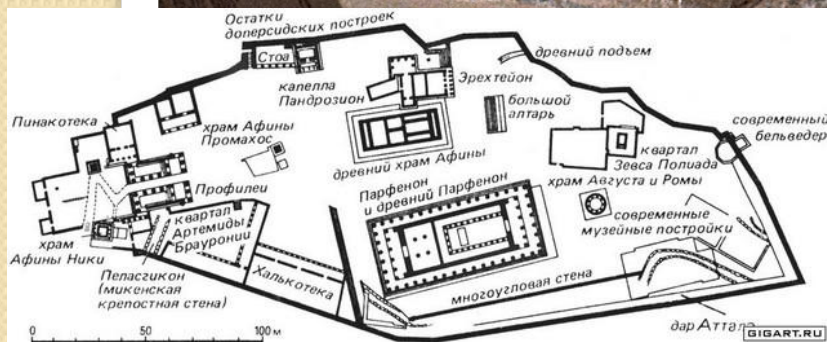 Остатки
доперсидских построек
Стоа
древний подъем
капелла
Пандрозион
Эрехтейон
большой
алтарь
современный
бельведер
Пинакотека
храм Афины
Промахос
древний храм Афины
квартал
Зевса Полиада
храм Августа и Ромы
Профилеи
Парфенон
и древний Парфенон
современные
музейные постройки
квартал
Артемиды
Брауронии
храм
Афины Ники
Пеласгикон
(микенская
крепостная стена)
Халькотека
многоугловая стена
дар Аттала
0 50 100 м
GIGART.RU